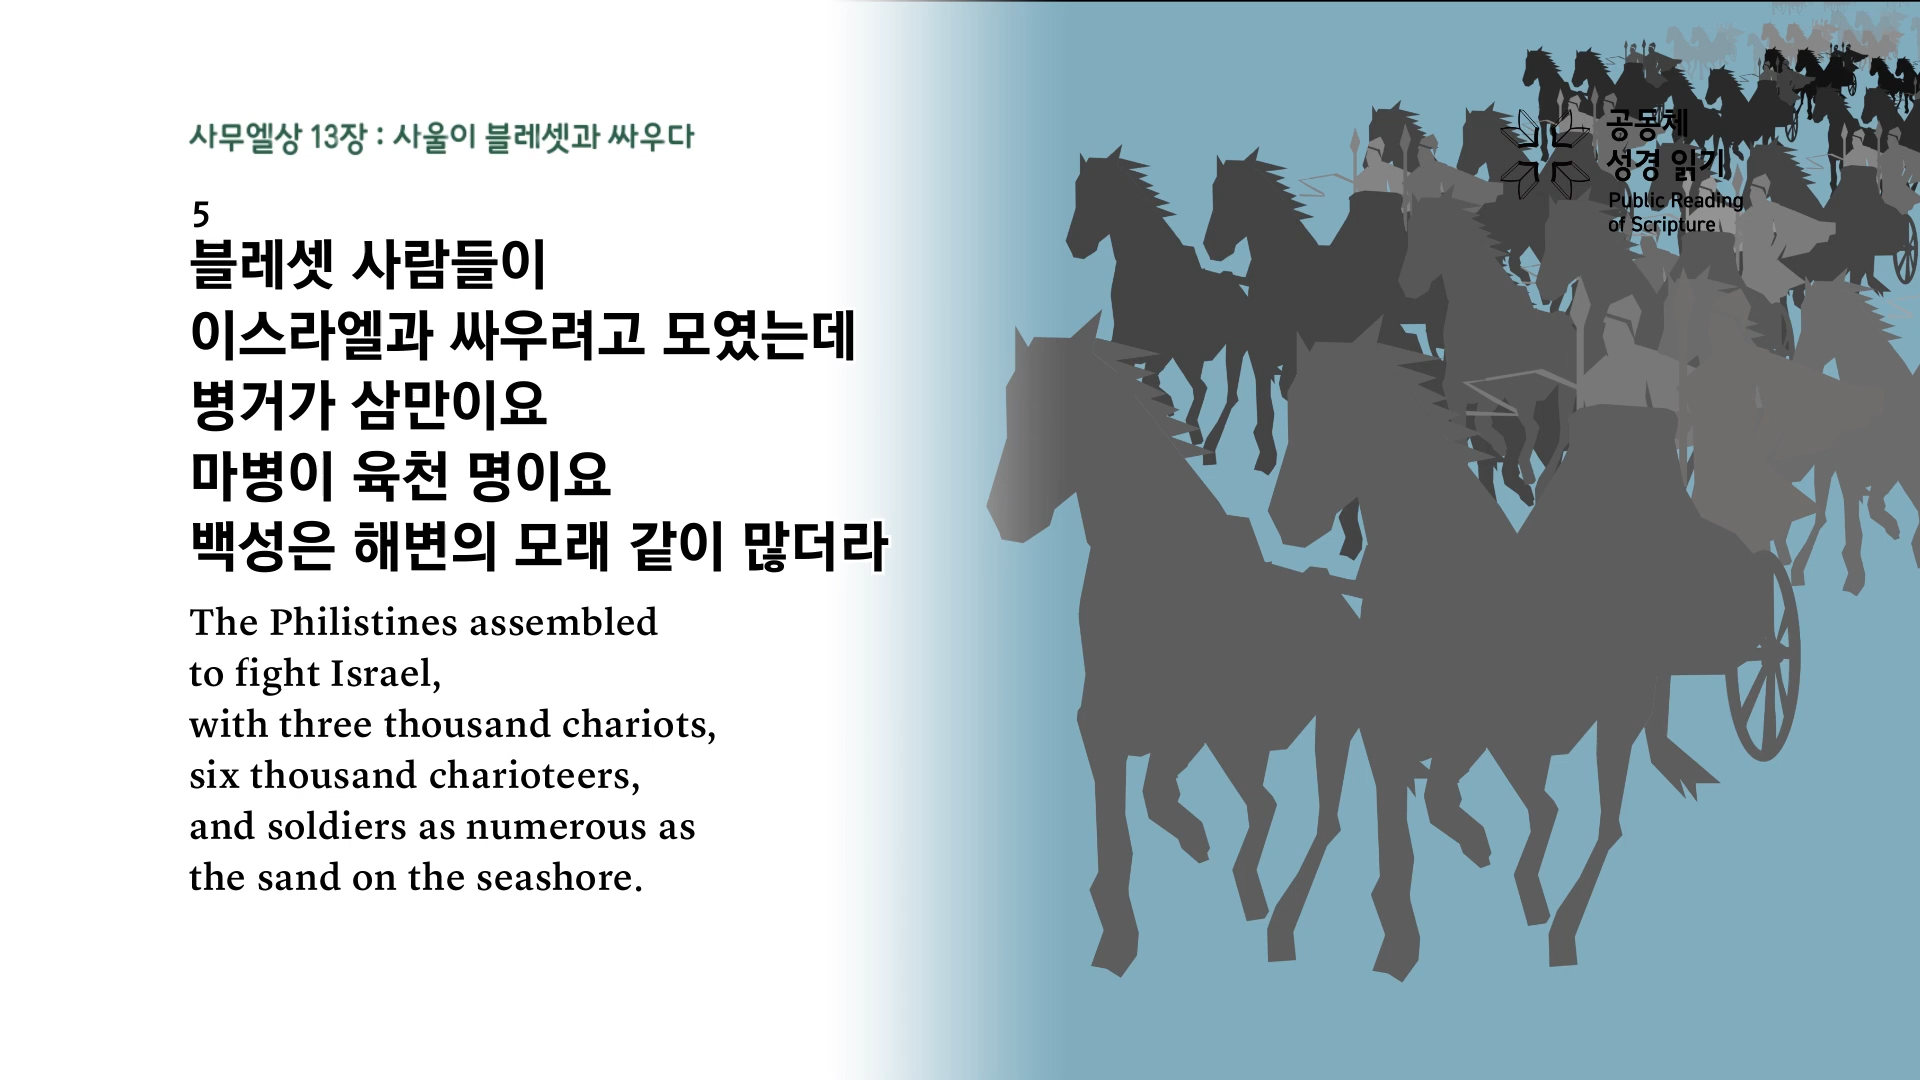 사무엘상 13장 : 사울이 블레셋과 싸우다
5
블레셋 사람들이
이스라엘과 싸우려고 모였는데
병거가 삼만이요
마병이 육천 명이요
백성은 해변의 모래 같이 많더라
The Philistines assembled
to fight Israel,
with three thousand chariots,
six thousand charioteers,
and soldiers as numerous as
the sand on the seashore.
공동체
성경 읽기
Public Reading
of Scripture